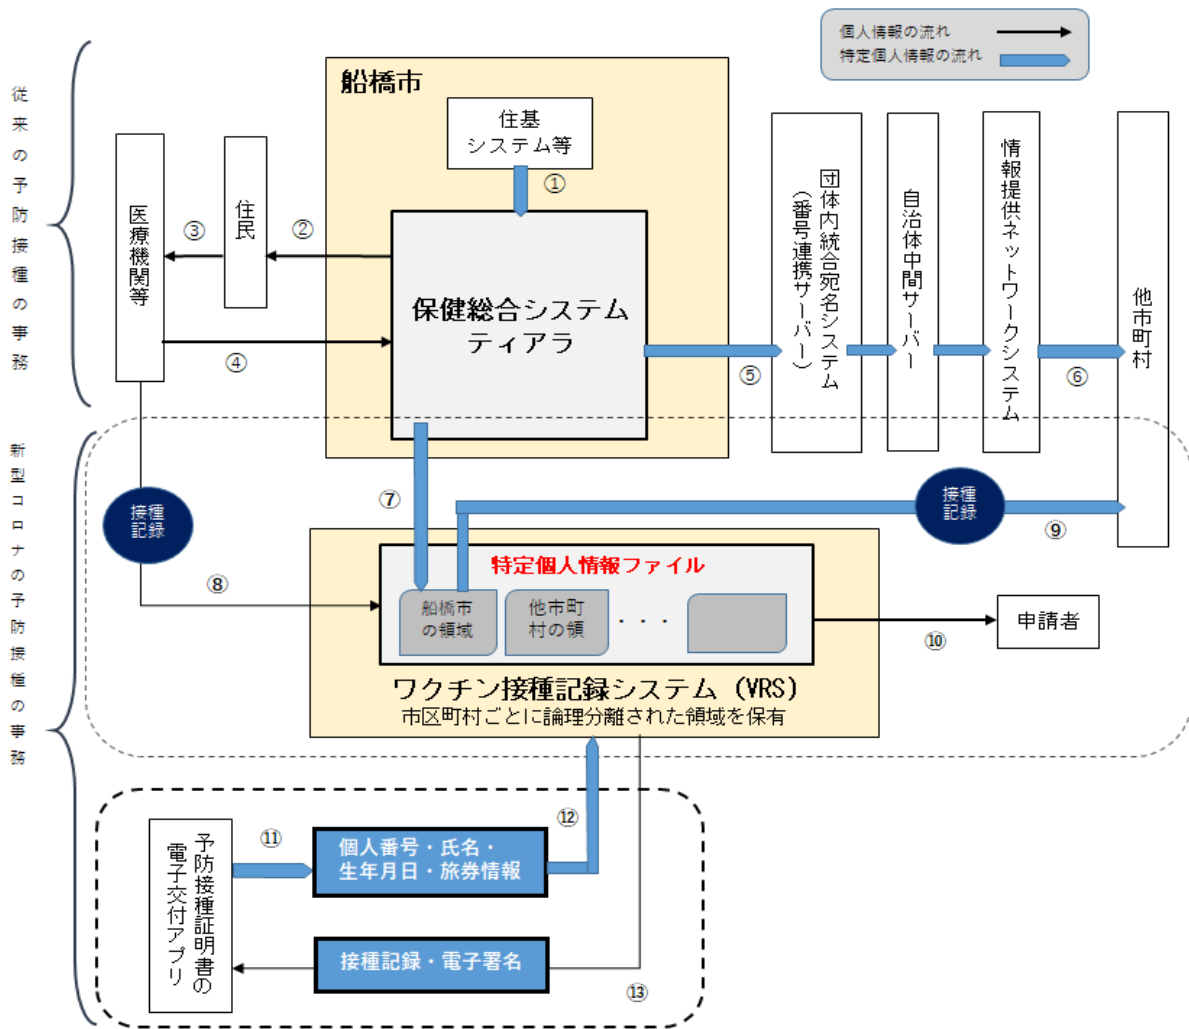 個人情報の流れ
特定個人情報の流れ
従来の予防接種の事務
船橋市
住基
システム等
①
医療機関等
③
住民
②
保健総合システム
ティアラ
④
⑤
団体内統合宛名システム
(番号連携サーバー)
自治体中間サーバー
情報提供ネットワークシステム
⑥
他市町村
新型コロナの予防接種の事務
接種
記録
⑦
接種
記録
⑨
⑧
特定個人情報ファイル
船橋市
の領域
他市町
村の領
・・・
⑩
申請者
ワクチン接種記録システム (VRS)
市区町村ごとに論理分離された領域を保有
予防接種証明書の
電子交付アプリ
⑪
個人番号・氏名・
生年月日・旅券情報
⑫
接種記録・電子署名
⑬